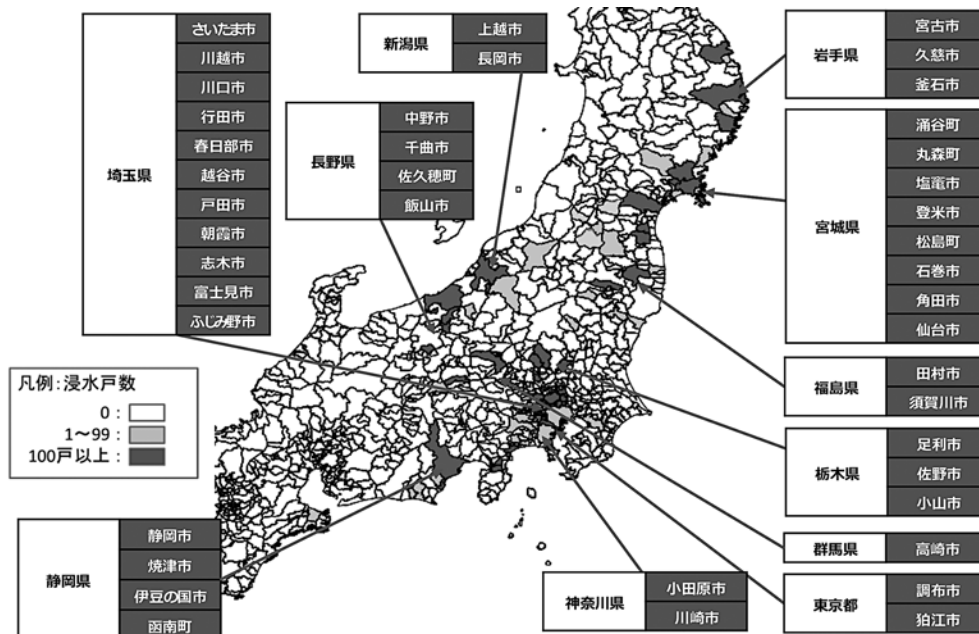 埼玉県
さいたま市
川越市
川口市
行田市
春日部市
越谷市
戸田市
朝霞市
志木市
富士見市
ふじみ野市
新潟県
上越市
長岡市
長野県
中野市
千曲市
佐久穂町
飯山市
岩手県
宮古市
久慈市
釜石市
宮城県
涌谷町
丸森町
塩竈市
登米市
松島町
石巻市
角田市
仙台市
福島県
田村市
須賀川市
栃木県
足利市
佐野市
小山市
群馬県
高崎市
東京都
調布市
狛江市
神奈川県
小田原市
川崎市
静岡県
静岡市
焼津市
伊豆の国市
函南町
凡例：浸水戸数
0：
1～99：
100戸以上：